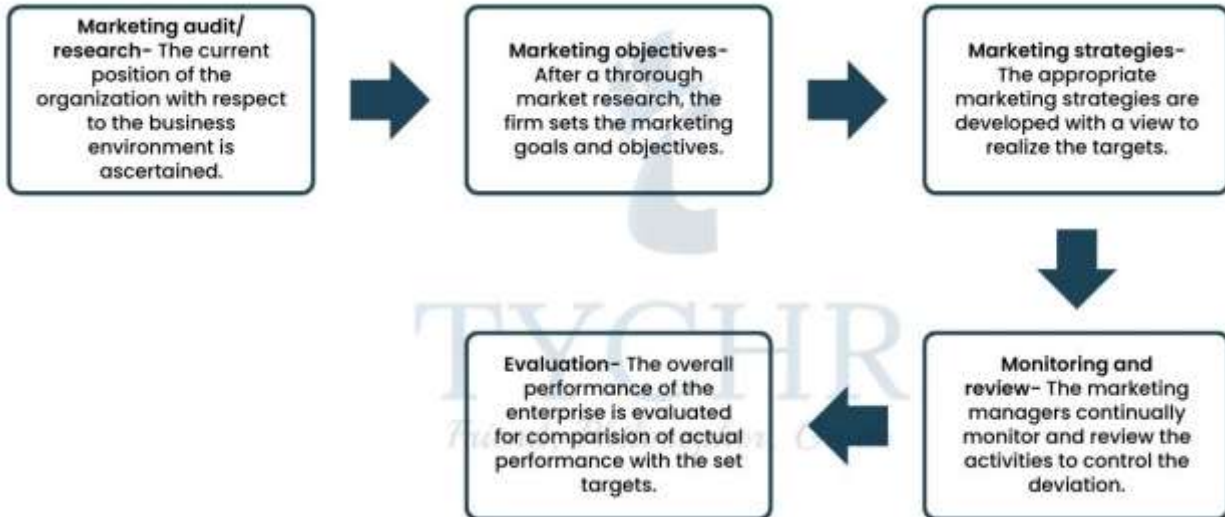 Marketing audit/
research- The current
position of the
organization with respect
to the business
environment is
ascertained.
Marketing objectives-
After a throrough
market research, the
firm sets the marketing
goals and objectives.
Marketing strategies-
The appropriate
marketing strategies are
developed with a view to
realize the targets.
Monitoring and
review- The marketing
managers continually
monitor and review the
activities to control the
deviation.
Evaluation- The overall
performance of the
enterprise is evaluated
for comparision of actual
performance with the set
targets.
TYCHR